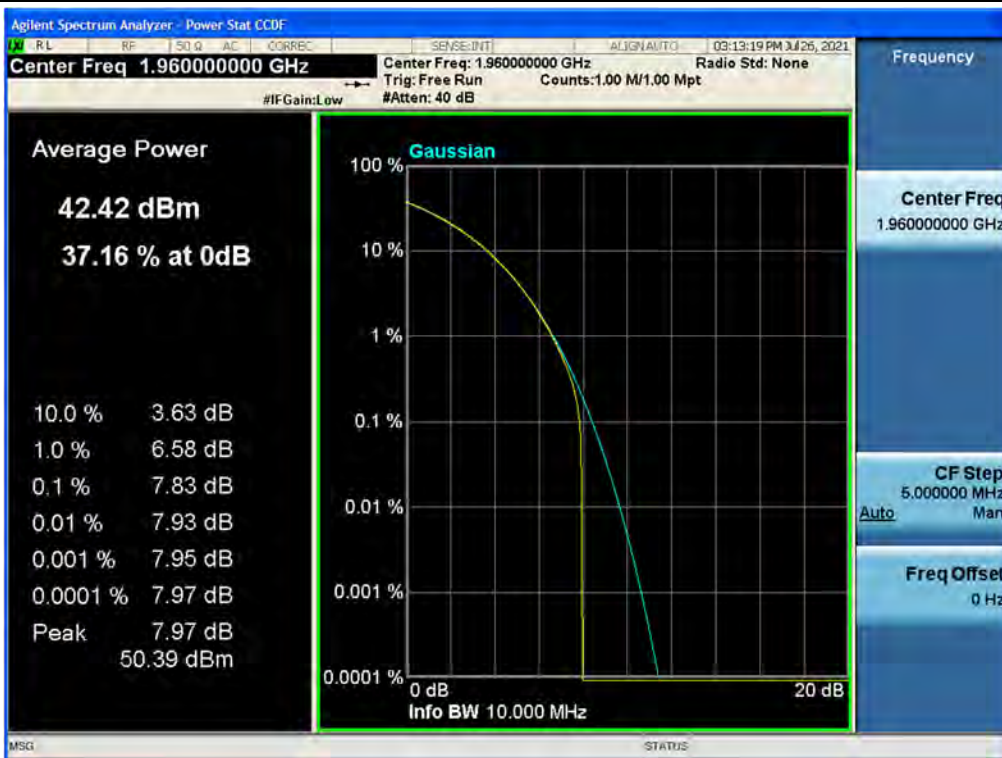 Agilent Spectrum Analyzer - Power Stat CCDF
LXI RL RF 50 Ω AC CORREC SENSE:INT ALIGNAUTO 03:13:19 PM Jul 26, 2021
Center Freq 1.960000000 GHz
Center Freq: 1.960000000 GHz Radio Std: None
Trig: Free Run Counts:1.00 M/1.00 Mpt
#IFGain:Low #Atten: 40 dB
Frequency
Average Power
42.42 dBm
37.16 % at 0dB
10.0 % 3.63 dB
1.0 % 6.58 dB
0.1 % 7.83 dB
0.01 % 7.93 dB
0.001 % 7.95 dB
0.0001 % 7.97 dB
Peak 7.97 dB
50.39 dBm
Gaussian
100 %
10 %
1 %
0.1 %
0.01 %
0.001 %
0.0001 %
0 dB 20 dB
Info BW 10.000 MHz
Center Freq
1.960000000 GHz
CF Step
5.000000 MHz
Auto Man
Freq Offset
0 Hz
MSG STATUS